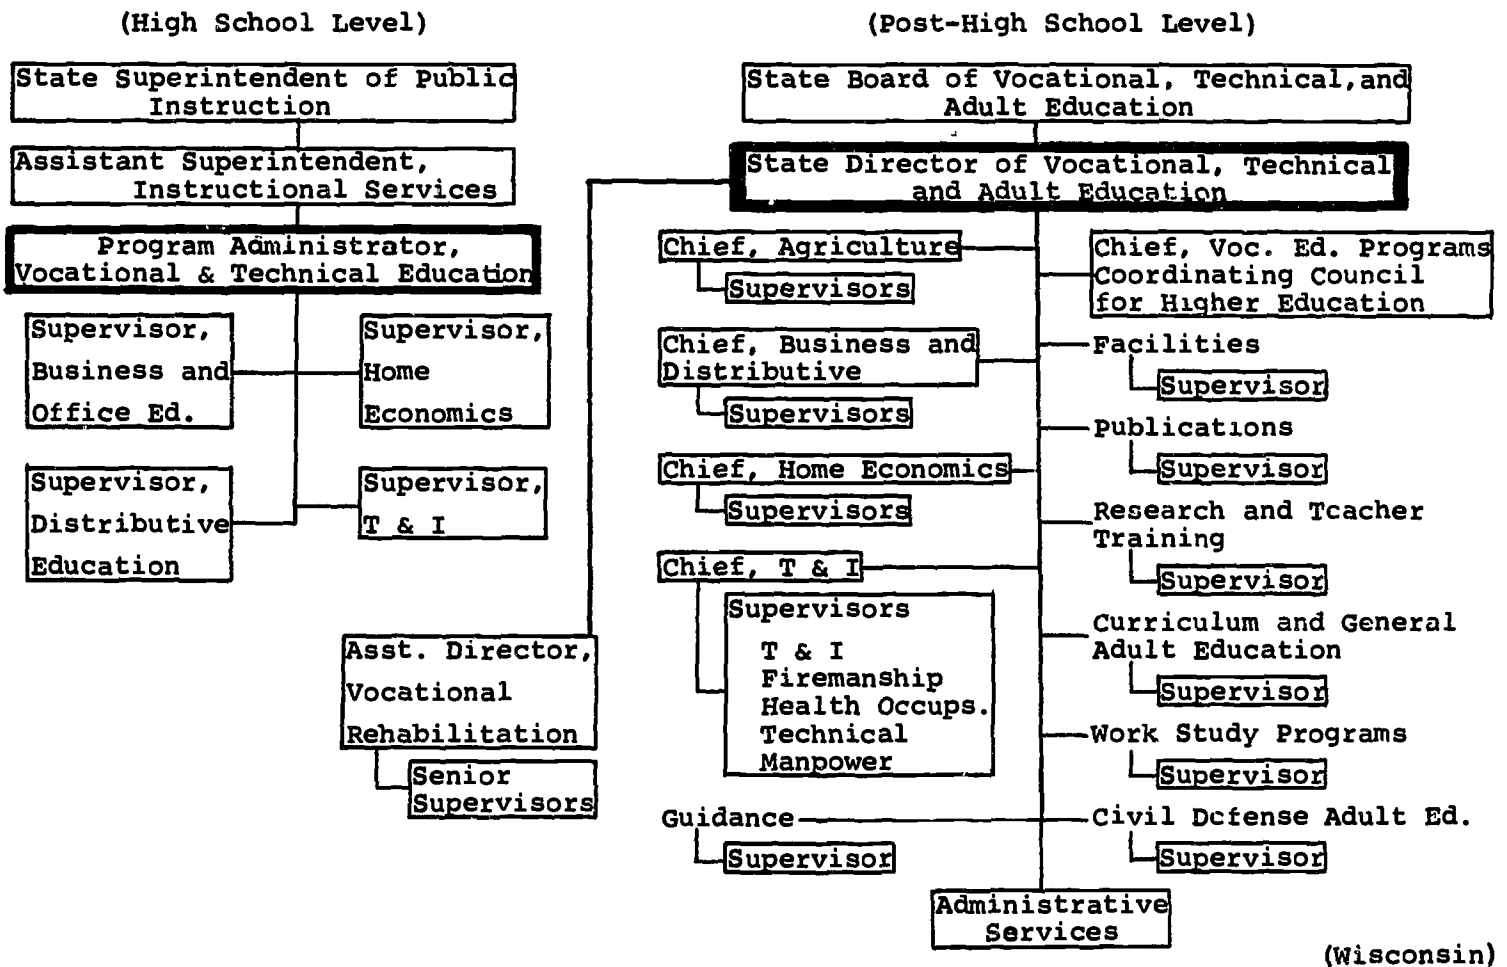 (High School Level)
State Superintendent of Public
Instruction
Assistant Superintendent,
Instructional Services
Program Administrator,
Vocational & Technical Education
Supervisor,
Business and
Office Ed.
Supervisor,
Home
Economics
Supervisor,
Distributive
Education
Supervisor,
T & I
(Post-High School Level)
State Board of Vocational, Technical,and
Adult Education
State Director of Vocational, Technical
and Adult Education
Asst. Director,
Vocational
Rehabilitation
Senior
Supervisors
Chief, Agriculture
Supervisors
Chief, Business and
Distributive
Supervisors
Chief, Home Economics
Supervisors
Chief, T & I
Supervisors
T & I
Firemanship
Health Occups.
Technical
Manpower
Guidance
Supervisor
Chief, Voc. Ed. Programs
Coordinating Council
for Higher Education
Facilities
Supervisor
Publications
Supervisor
Research and Teacher
Training
Supervisor
Curriculum and General
Adult Education
Supervisor
Work Study Programs
Supervisor
Civil Defense Adult Ed.
Supervisor
Administrative
Services
(Wisconsin)